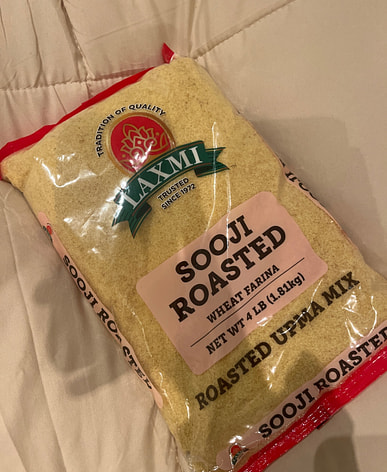 TRADITION OF QUALITY
LAXMI
TRUSTED
SINCE 1972
SOOJI
ROASTED
WHEAT FARINA
NET WT 4 LB (1.81kg)
ROASTED UPMA MIX
SOOJI ROASTED
SOOJI